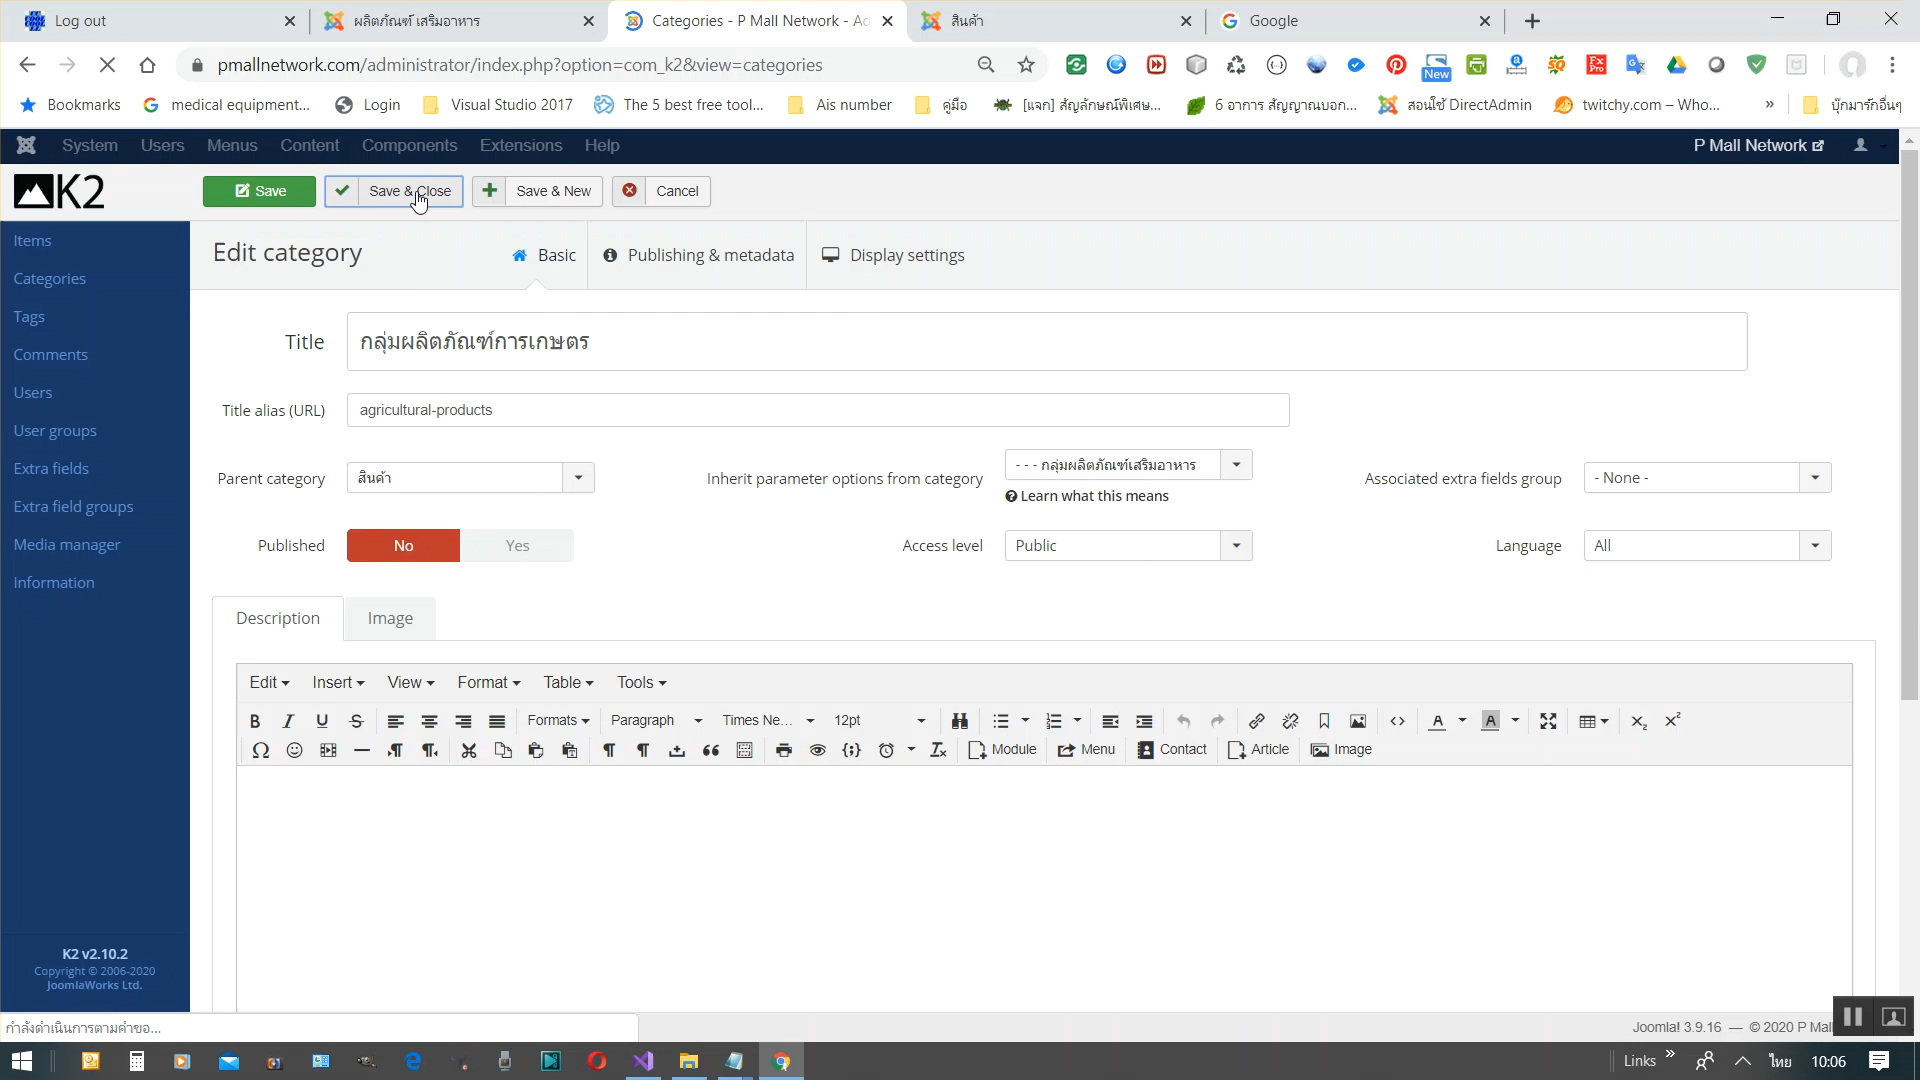 Log out
ผลิตภัณฑ์ เสริมอาหาร
Categories - P Mall Network - Ad
สินค้า
Google
pmallnetwork.com/administrator/index.php?option=com_k2&view=categories
New
Fx Pro
Bookmarks
medical equipment...
Login
Visual Studio 2017
The 5 best free tool...
Ais number
คู่มือ
[แจก] สัญลักษณ์พิเศษ...
6 อาการ สัญญาณบอก...
สอนใช้ DirectAdmin
twitchy.com – Who...
»
บุ๊กมาร์กอื่นๆ
System
Users
Menus
Content
Components
Extensions
Help
P Mall Network
K2
Save
Save & Close
Save & New
Cancel
Items
Categories
Tags
Comments
Users
User groups
Extra fields
Extra field groups
Media manager
Information
K2 v2.10.2
Copyright © 2006-2020
JoomlaWorks Ltd.
Edit category
Basic
Publishing & metadata
Display settings
Title
กลุ่มผลิตภัณฑ์การเกษตร
Title alias (URL)
agricultural-products
Parent category
สินค้า
Inherit parameter options from category
- - - กลุ่มผลิตภัณฑ์เสริมอาหาร
Learn what this means
Associated extra fields group
- None -
Published
No
Yes
Access level
Public
Language
All
Description
Image
Edit
Insert
View
Format
Table
Tools
Formats
Paragraph
Times Ne...
12pt
Module
Menu
Contact
Article
Image
กำลังดำเนินการตามคำขอ...
Joomla! 3.9.16 — © 2020 P Mal
Links
»
ไทย
10:06